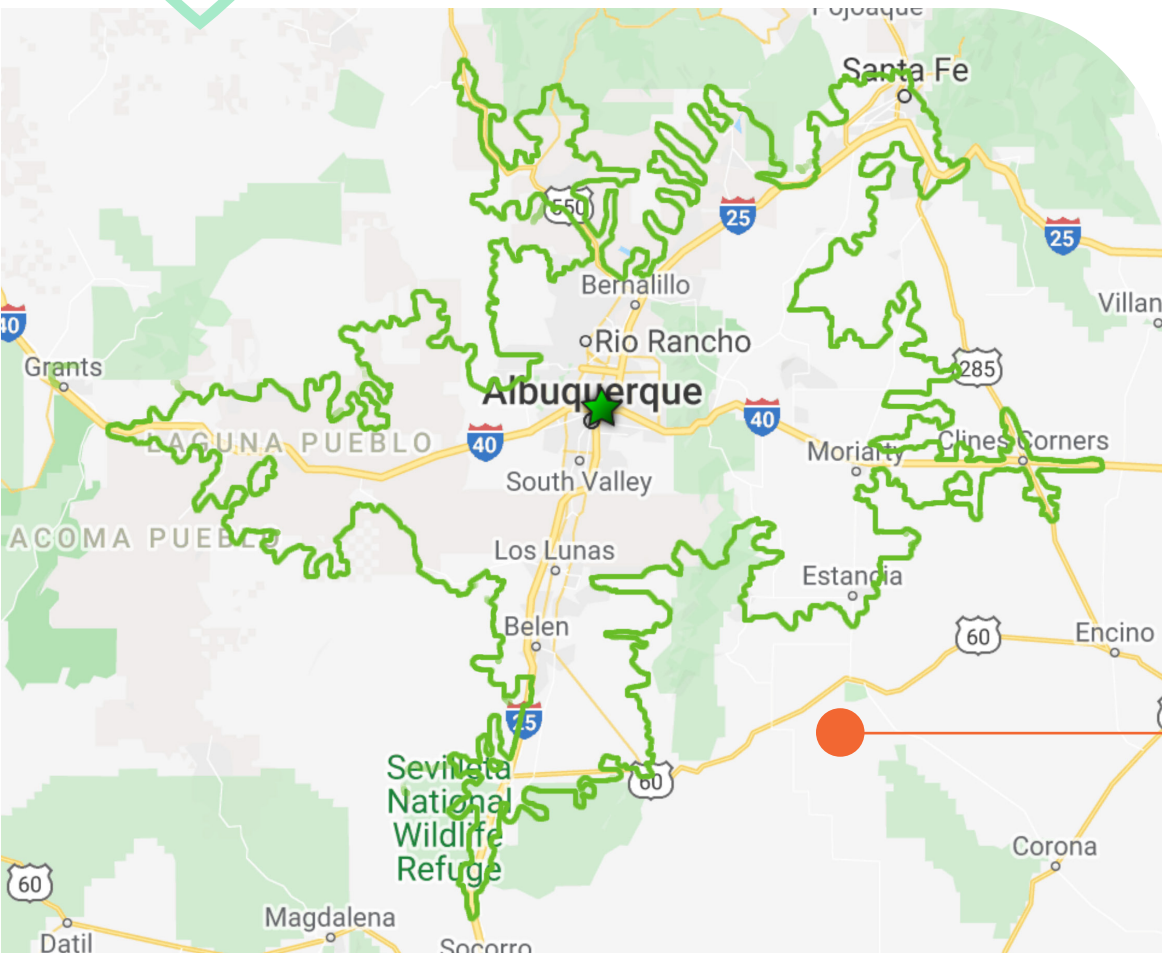 Pojoaque
Santa Fe
550
25
25
Bernalillo
Villan
40
Rio Rancho
Grants
285
Albuquerque
40
40
LAGUNA PUEBLO
Clines Corners
Moriarty
South Valley
ACOMA PUEBLO
Los Lunas
Estancia
Belen
60
Encino
25
Sevilleta
National
Wildlife
Refuge
60
Corona
60
Magdalena
Datil
Socorro